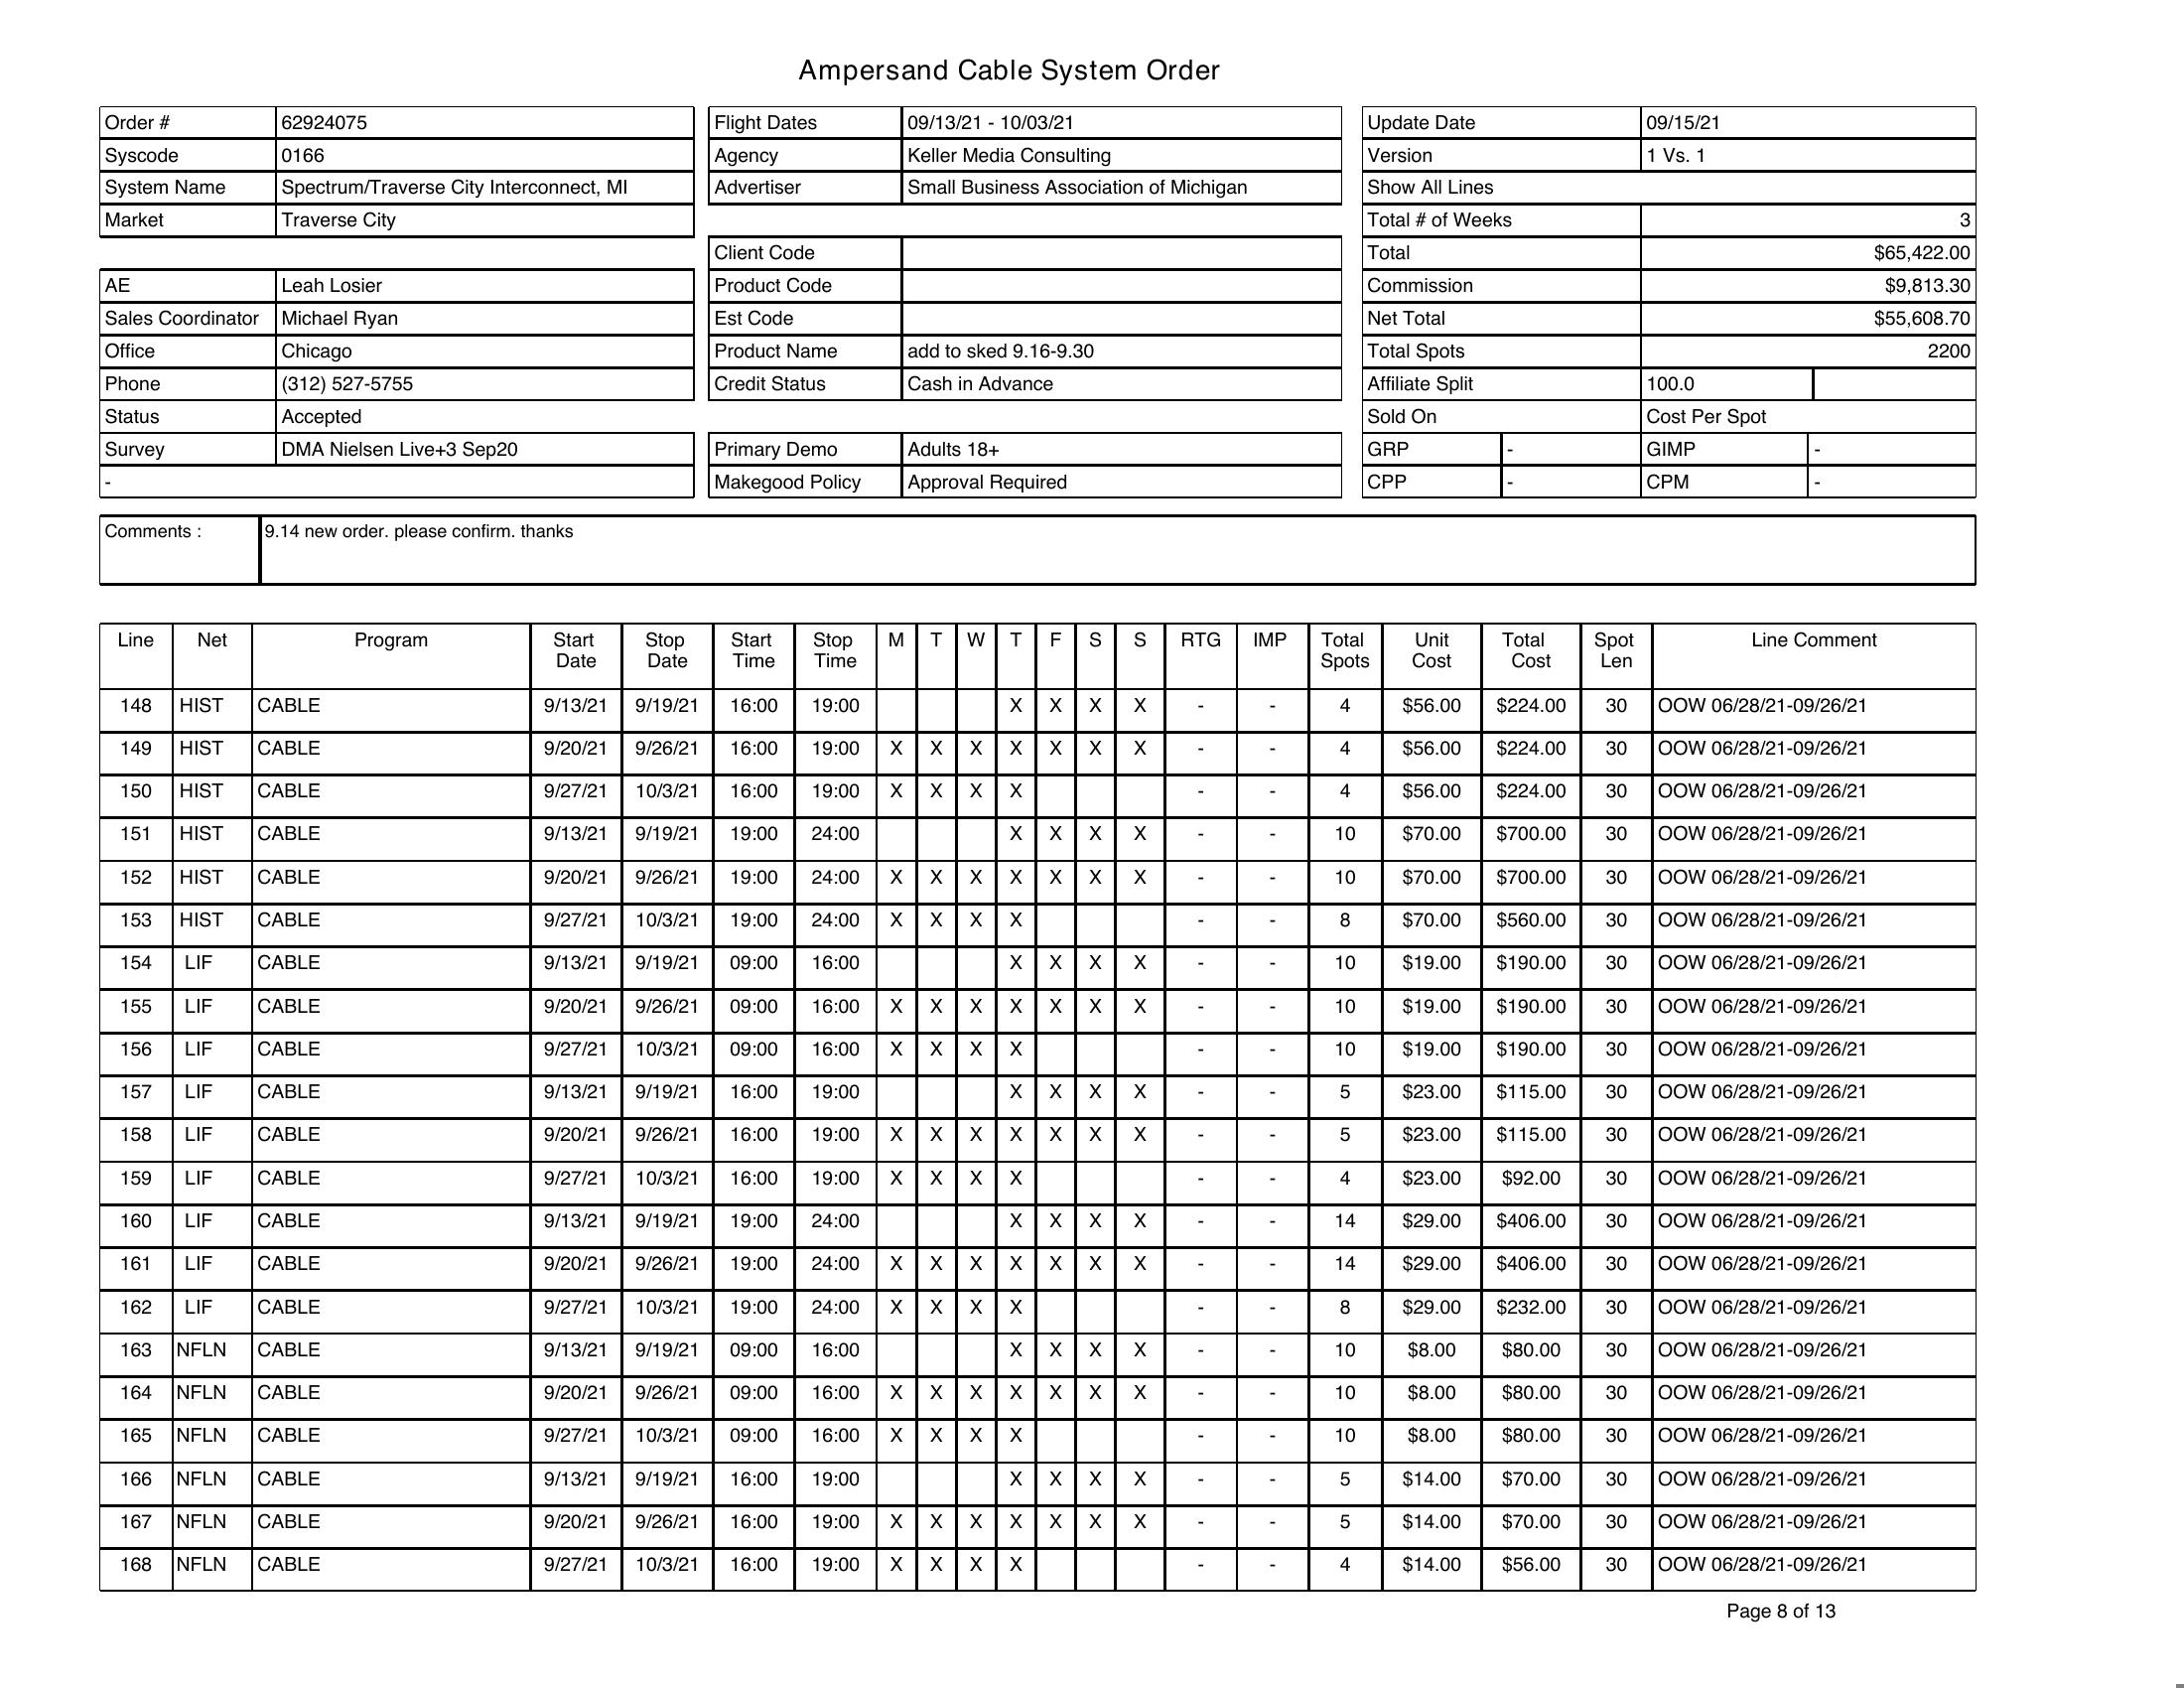 Ampersand Cable System Order
Order # 62924075
Syscode 0166
System Name Spectrum/Traverse City Interconnect, MI
Market Traverse City
AE Leah Losier
Sales Coordinator Michael Ryan
Office Chicago
Phone (312) 527-5755
Status Accepted
Survey DMA Nielsen Live+3 Sep20
-
Flight Dates 09/13/21 - 10/03/21
Agency Keller Media Consulting
Advertiser Small Business Association of Michigan
Client Code
Product Code
Est Code
Product Name add to sked 9.16-9.30
Credit Status Cash in Advance
Primary Demo Adults 18+
Makegood Policy Approval Required
Update Date 09/15/21
Version 1 Vs. 1
Show All Lines
Total # of Weeks 3
Total $65,422.00
Commission $9,813.30
Net Total $55,608.70
Total Spots 2200
Affiliate Split 100.0
Sold On Cost Per Spot
GRP - GIMP -
CPP - CPM -
Comments : 9.14 new order. please confirm. thanks
Line Net Program Start Date Stop Date Start Time Stop Time M T W T F S S RTG IMP Total Spots Unit Cost Total Cost Spot Len Line Comment
148 HIST CABLE 9/13/21 9/19/21 16:00 19:00 X X X X - - 4 $56.00 $224.00 30 OOW 06/28/21-09/26/21
149 HIST CABLE 9/20/21 9/26/21 16:00 19:00 X X X X X X X - - 4 $56.00 $224.00 30 OOW 06/28/21-09/26/21
150 HIST CABLE 9/27/21 10/3/21 16:00 19:00 X X X X - - 4 $56.00 $224.00 30 OOW 06/28/21-09/26/21
151 HIST CABLE 9/13/21 9/19/21 19:00 24:00 X X X X - - 10 $70.00 $700.00 30 OOW 06/28/21-09/26/21
152 HIST CABLE 9/20/21 9/26/21 19:00 24:00 X X X X X X X - - 10 $70.00 $700.00 30 OOW 06/28/21-09/26/21
153 HIST CABLE 9/27/21 10/3/21 19:00 24:00 X X X X - - 8 $70.00 $560.00 30 OOW 06/28/21-09/26/21
154 LIF CABLE 9/13/21 9/19/21 09:00 16:00 X X X X - - 10 $19.00 $190.00 30 OOW 06/28/21-09/26/21
155 LIF CABLE 9/20/21 9/26/21 09:00 16:00 X X X X X X X - - 10 $19.00 $190.00 30 OOW 06/28/21-09/26/21
156 LIF CABLE 9/27/21 10/3/21 09:00 16:00 X X X X - - 10 $19.00 $190.00 30 OOW 06/28/21-09/26/21
157 LIF CABLE 9/13/21 9/19/21 16:00 19:00 X X X X - - 5 $23.00 $115.00 30 OOW 06/28/21-09/26/21
158 LIF CABLE 9/20/21 9/26/21 16:00 19:00 X X X X X X X - - 5 $23.00 $115.00 30 OOW 06/28/21-09/26/21
159 LIF CABLE 9/27/21 10/3/21 16:00 19:00 X X X X - - 4 $23.00 $92.00 30 OOW 06/28/21-09/26/21
160 LIF CABLE 9/13/21 9/19/21 19:00 24:00 X X X X - - 14 $29.00 $406.00 30 OOW 06/28/21-09/26/21
161 LIF CABLE 9/20/21 9/26/21 19:00 24:00 X X X X X X X - - 14 $29.00 $406.00 30 OOW 06/28/21-09/26/21
162 LIF CABLE 9/27/21 10/3/21 19:00 24:00 X X X X - - 8 $29.00 $232.00 30 OOW 06/28/21-09/26/21
163 NFLN CABLE 9/13/21 9/19/21 09:00 16:00 X X X X - - 10 $8.00 $80.00 30 OOW 06/28/21-09/26/21
164 NFLN CABLE 9/20/21 9/26/21 09:00 16:00 X X X X X X X - - 10 $8.00 $80.00 30 OOW 06/28/21-09/26/21
165 NFLN CABLE 9/27/21 10/3/21 09:00 16:00 X X X X - - 10 $8.00 $80.00 30 OOW 06/28/21-09/26/21
166 NFLN CABLE 9/13/21 9/19/21 16:00 19:00 X X X X - - 5 $14.00 $70.00 30 OOW 06/28/21-09/26/21
167 NFLN CABLE 9/20/21 9/26/21 16:00 19:00 X X X X X X X - - 5 $14.00 $70.00 30 OOW 06/28/21-09/26/21
168 NFLN CABLE 9/27/21 10/3/21 16:00 19:00 X X X X - - 4 $14.00 $56.00 30 OOW 06/28/21-09/26/21
Page 8 of 13